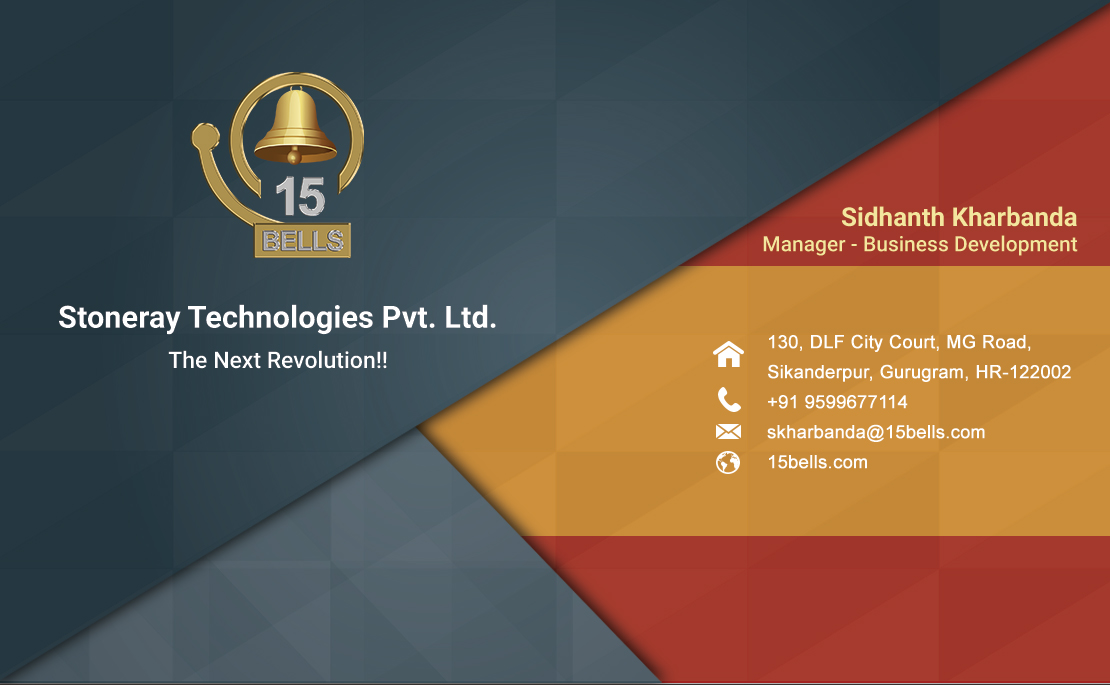 15
BELLS
Stoneray Technologies Pvt. Ltd.
The Next Revolution!!
Sidhanth Kharbanda
Manager - Business Development
130, DLF City Court, MG Road,
Sikanderpur, Gurugram, HR-122002
+91 9599677114
skharbanda@15bells.com
15bells.com